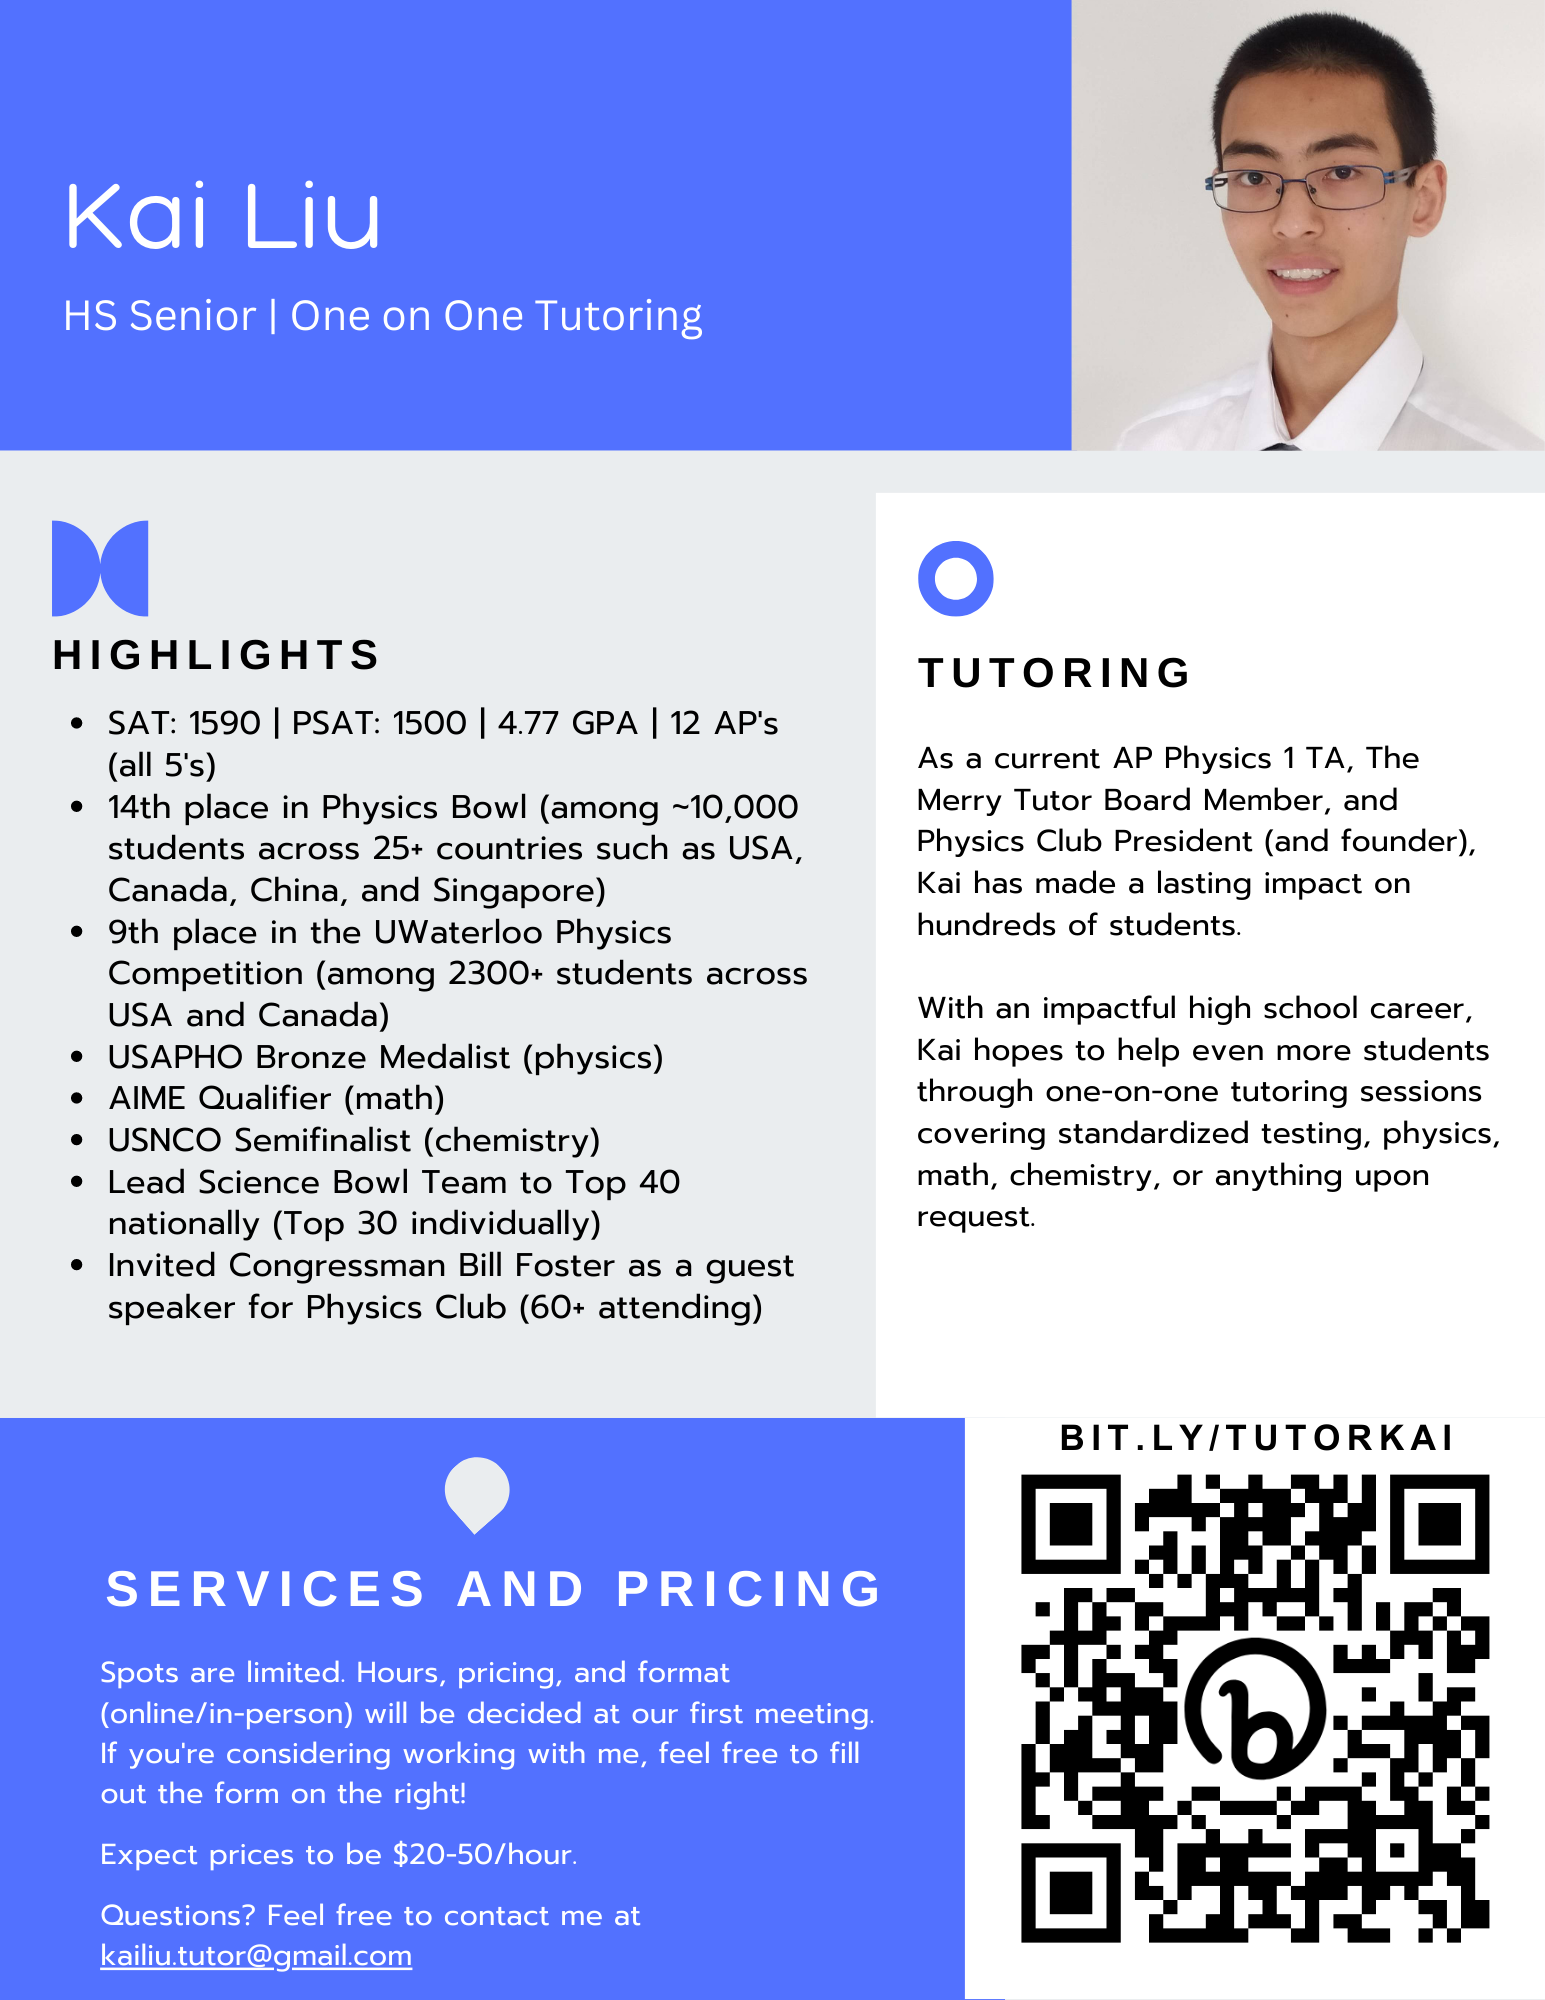 Kai Liu
HS Senior | One on One Tutoring
HIGHLIGHTS
• SAT: 1590 | PSAT: 1500 | 4.77 GPA | 12 AP's
(all 5's)
• 14th place in Physics Bowl (among ~10,000
students across 25+ countries such as USA,
Canada, China, and Singapore)
• 9th place in the UWaterloo Physics
Competition (among 2300+ students across
USA and Canada)
• USAPHO Bronze Medalist (physics)
• AIME Qualifier (math)
• USNCO Semifinalist (chemistry)
• Lead Science Bowl Team to Top 40
nationally (Top 30 individually)
• Invited Congressman Bill Foster as a guest
speaker for Physics Club (60+ attending)
TUTORING
As a current AP Physics 1 TA, The
Merry Tutor Board Member, and
Physics Club President (and founder),
Kai has made a lasting impact on
hundreds of students.
With an impactful high school career,
Kai hopes to help even more students
through one-on-one tutoring sessions
covering standardized testing, physics,
math, chemistry, or anything upon
request.
SERVICES AND PRICING
Spots are limited. Hours, pricing, and format
(online/in-person) will be decided at our first meeting.
If you're considering working with me, feel free to fill
out the form on the right!
Expect prices to be $20-50/hour.
Questions? Feel free to contact me at
kailiu.tutor@gmail.com
BIT.LY/TUTORKAI
b